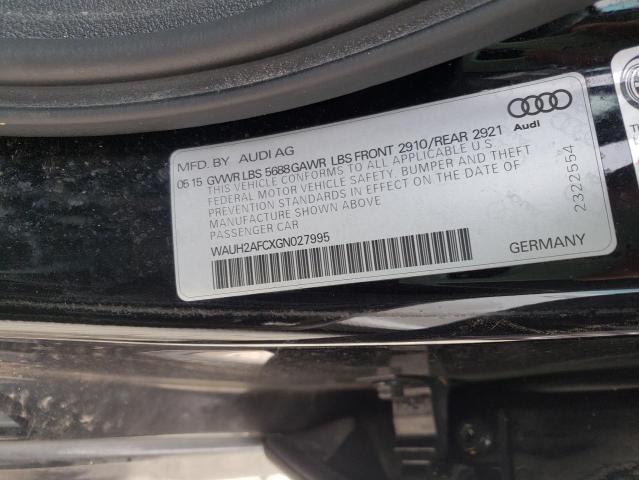 Audi
MFD. BY AUDI AG
05 15 GVWR LBS 5688 GAWR LBS FRONT 2910/REAR 2921
THIS VEHICLE CONFORMS TO ALL APPLICABLE U.S.
FEDERAL MOTOR VEHICLE SAFETY, BUMPER AND THEFT
PREVENTION STANDARDS IN EFFECT ON THE DATE OF
MANUFACTURE SHOWN ABOVE
PASSENGER CAR
WAUH2AFCXGN027995
2322554
GERMANY